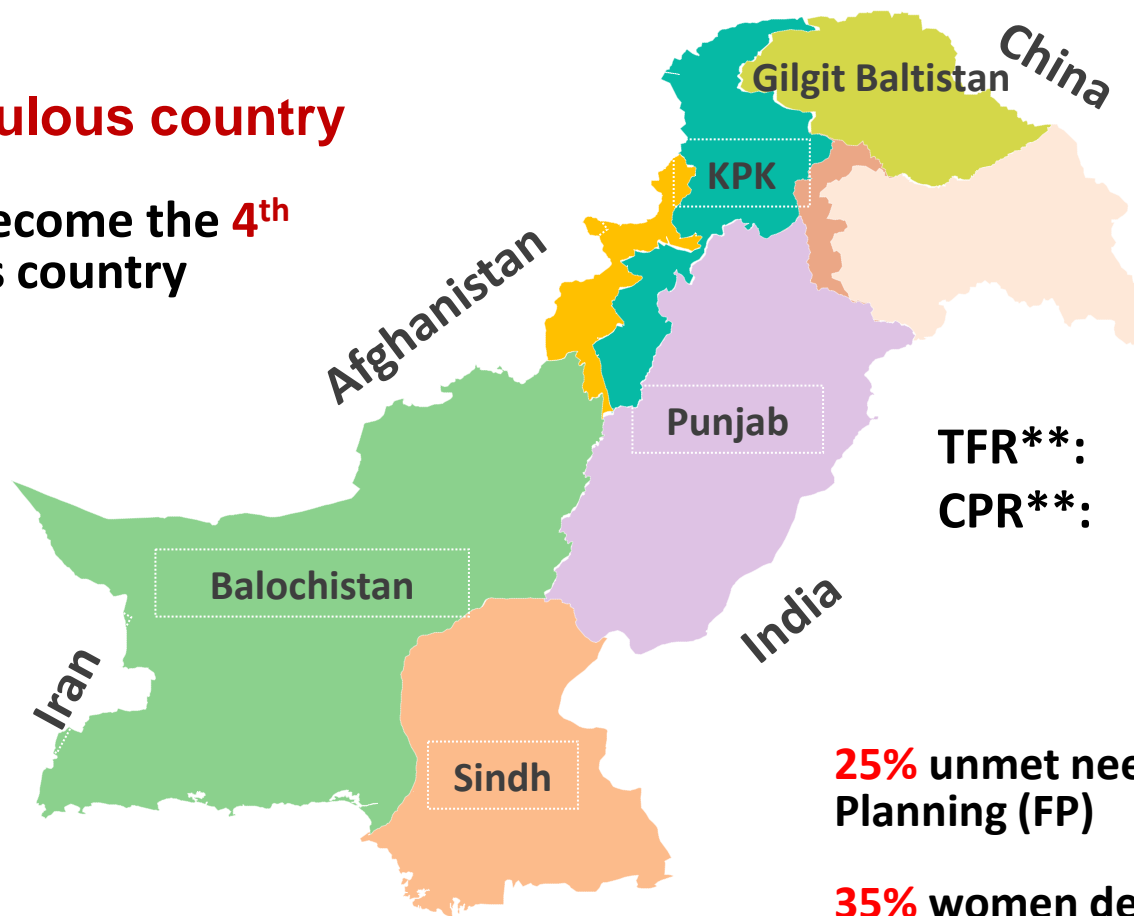 ulous country
ecome the 4th
s country
China
Gilgit Baltistan
KPK
Afghanistan
Punjab
TFR**:
CPR**:
Balochistan
India
Iran
Sindh
25% unmet nee
Planning (FP)
35% women de